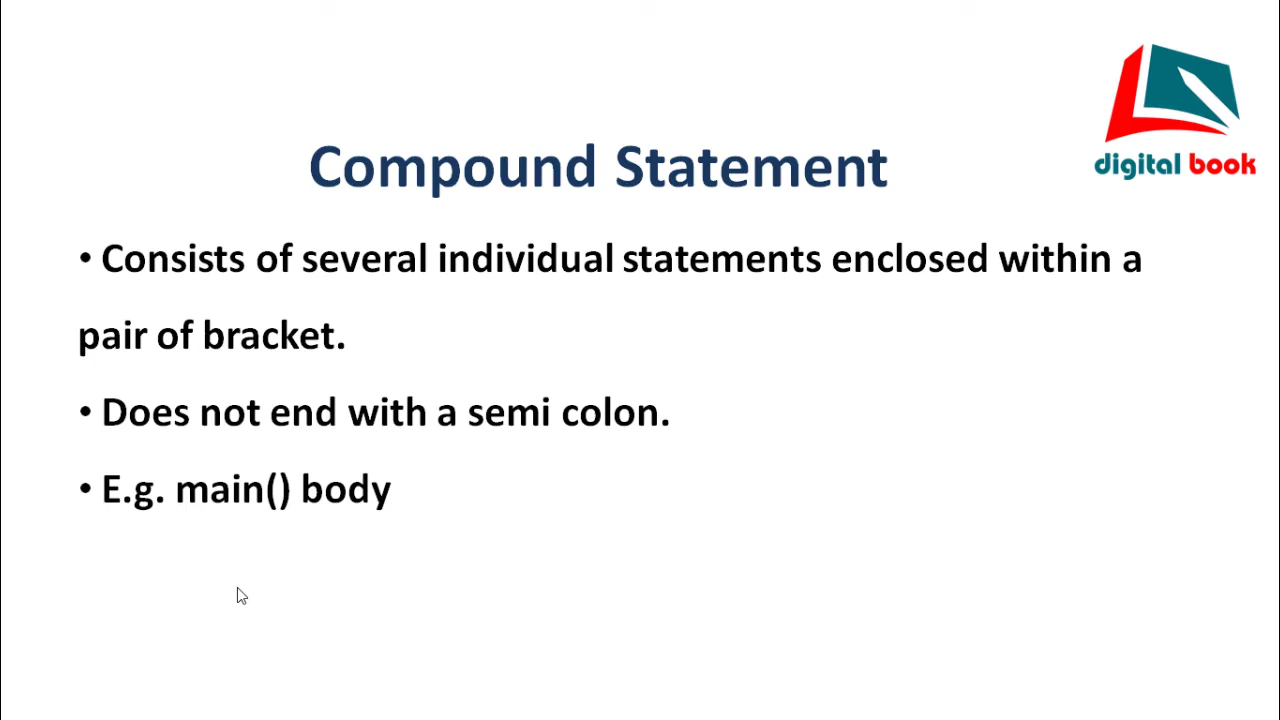 digital book
Compound Statement
• Consists of several individual statements enclosed within a
pair of bracket.
• Does not end with a semi colon.
• E.g. main() body